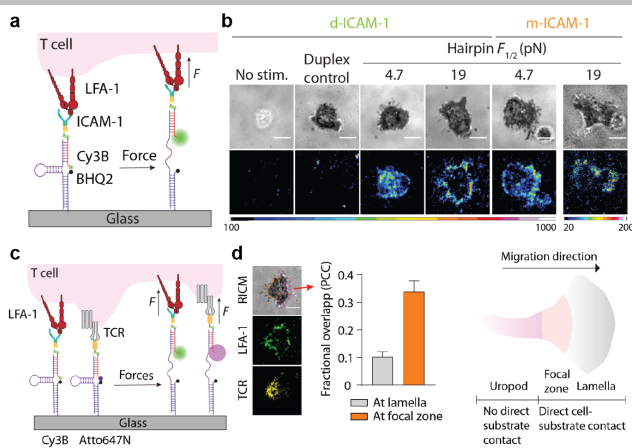 a
T cell
F
LFA-1
ICAM-1
Cy3B
BHQ2
Force
Glass
b
d-ICAM-1
m-ICAM-1
No stim.
Duplex
control
Hairpin F1/2 (pN)
4.7
19
4.7
19
100
1000
20
200
c
T cell
LFA-1
TCR
F
F
Forces
Glass
Cy3B
Atto647N
d
RICM
LFA-1
TCR
Fractional overlapp (PCC)
0,4
0,3
0,2
0,1
0
At lamella
At focal zone
Migration direction
Uropod
Focal
zone
Lamella
No direct
substrate
contact
Direct cell-
substrate contact